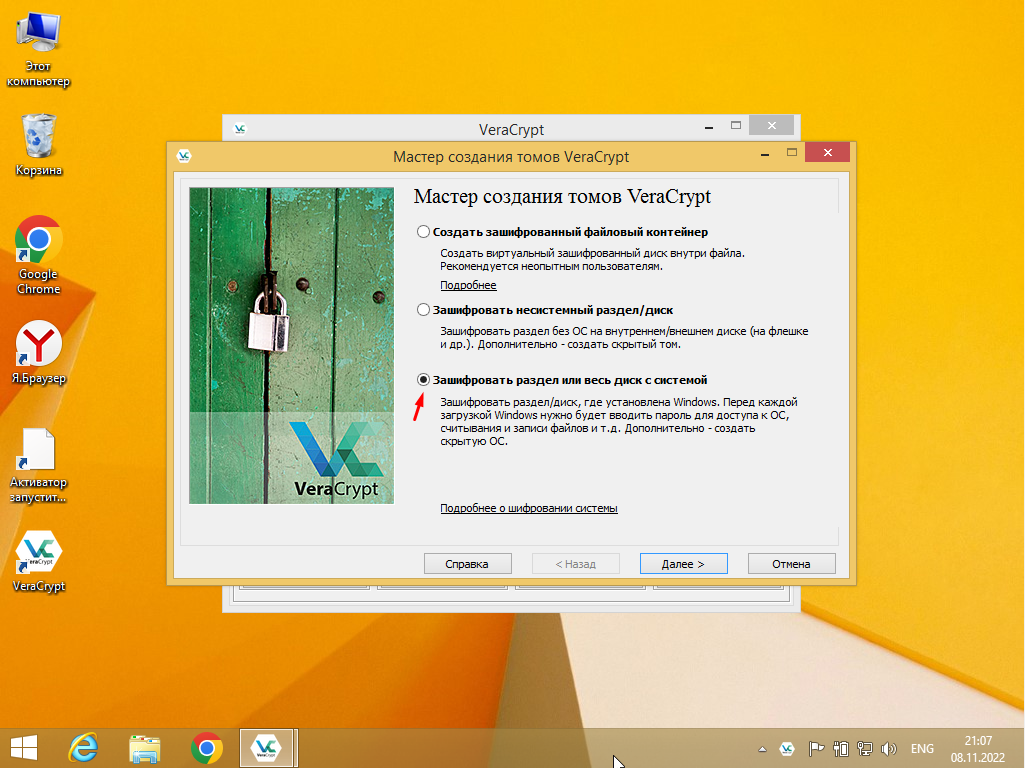 Этот
компьютер
Корзина
Google
Chrome
Я.Браузер
Активатор
запустит...
VeraCrypt
VeraCrypt
VeraCrypt
Мастер создания томов VeraCrypt
Мастер создания томов VeraCrypt
Создать зашифрованный файловый контейнер
Создать виртуальный зашифрованный диск внутри файла.
Рекомендуется неопытным пользователям.
Подробнее
Зашифровать несистемный раздел/диск
Зашифровать раздел без ОС на внутреннем/внешнем диске (на флешке
и др.). Дополнительно - создать скрытый том.
Зашифровать раздел или весь диск с системой
Зашифровать раздел/диск, где установлена Windows. Перед каждой
загрузкой Windows нужно будет вводить пароль для доступа к ОС,
считывания и записи файлов и т.д. Дополнительно - создать
скрытую ОС.
VeraCrypt
Подробнее о шифровании системы
Справка
< Назад
Далее >
Отмена
VeraCrypt
ENG
21:07
08.11.2022